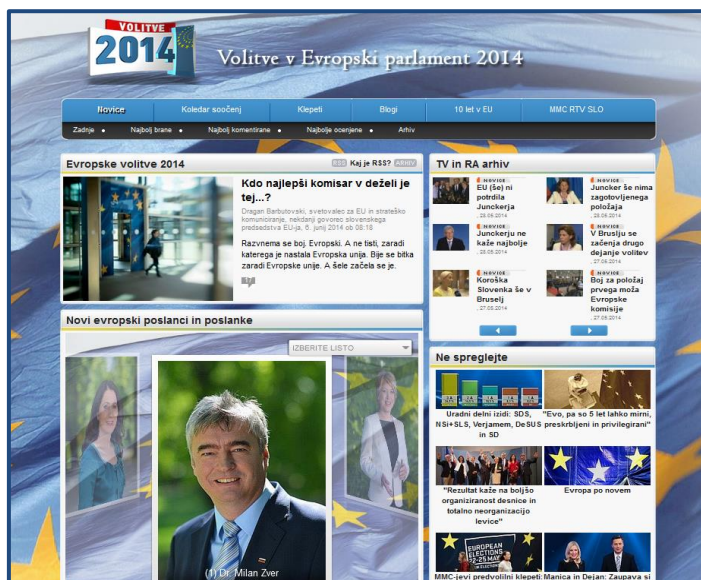 VOLITVE
2014
Volitve v Evropski parlament 2014
Novice
Koledar soočenj
Klepeti
Blogi
10 let v EU
MMC RTV SLO
Zadnje
Najbolj brane
Najbolj komentirane
Najbolje ocenjene
Arhiv
Evropske volitve 2014
RSS Kaj je RSS? ARHIV
Kdo najlepši komisar v deželi je
tej...?
Dragan Barbutovski, svetovalec za EU in strateško
komuniciranje, nekdanji govorec slovenskega
predsedstva EU-ja, 6. junij 2014 ob 08:18
Razvnema se boj. Evropski. A ne tisti, zaradi
katerega je nastala Evropska unija. Bije se bitka
zaradi Evropske unije. A šele začela se je.
Novi evropski poslanci in poslanke
IZBERITE LISTO
(1) Dr. Milan Zver
TV in RA arhiv
NOVICE
EU (še) ni
potrdila
Junckerja
, 28.05.2014
NOVICE
Juncker še nima
zagotovljenega
položaja
, 28.05.2014
NOVICE
Junckerju ne
kaže najbolje
, 28.05.2014
NOVICE
V Bruslju se
začenja drugo
dejanje volitev
, 27.05.2014
NOVICE
Koroška
Slovenka še v
Bruselj
, 27.05.2014
NOVICE
Boj za položaj
prvega moža
Evropske
komisije
, 27.05.2014
Ne spreglejte
Uradni delni izidi: SDS,
NSi+SLS, Verjamem, DeSUS
in SD
"Evo, pa so 5 let lahko mirni,
preskrbljeni in privilegirani"
"Rezultat kaže na boljšo
organiziranost desnice in
totalno neorganizacijo
levice"
Evropa po novem
EUROPEAN
ELECTIONS
22-25 MAY
MMC-jevi predvolilni klepeti
Manica in Dejan: Zaupava si